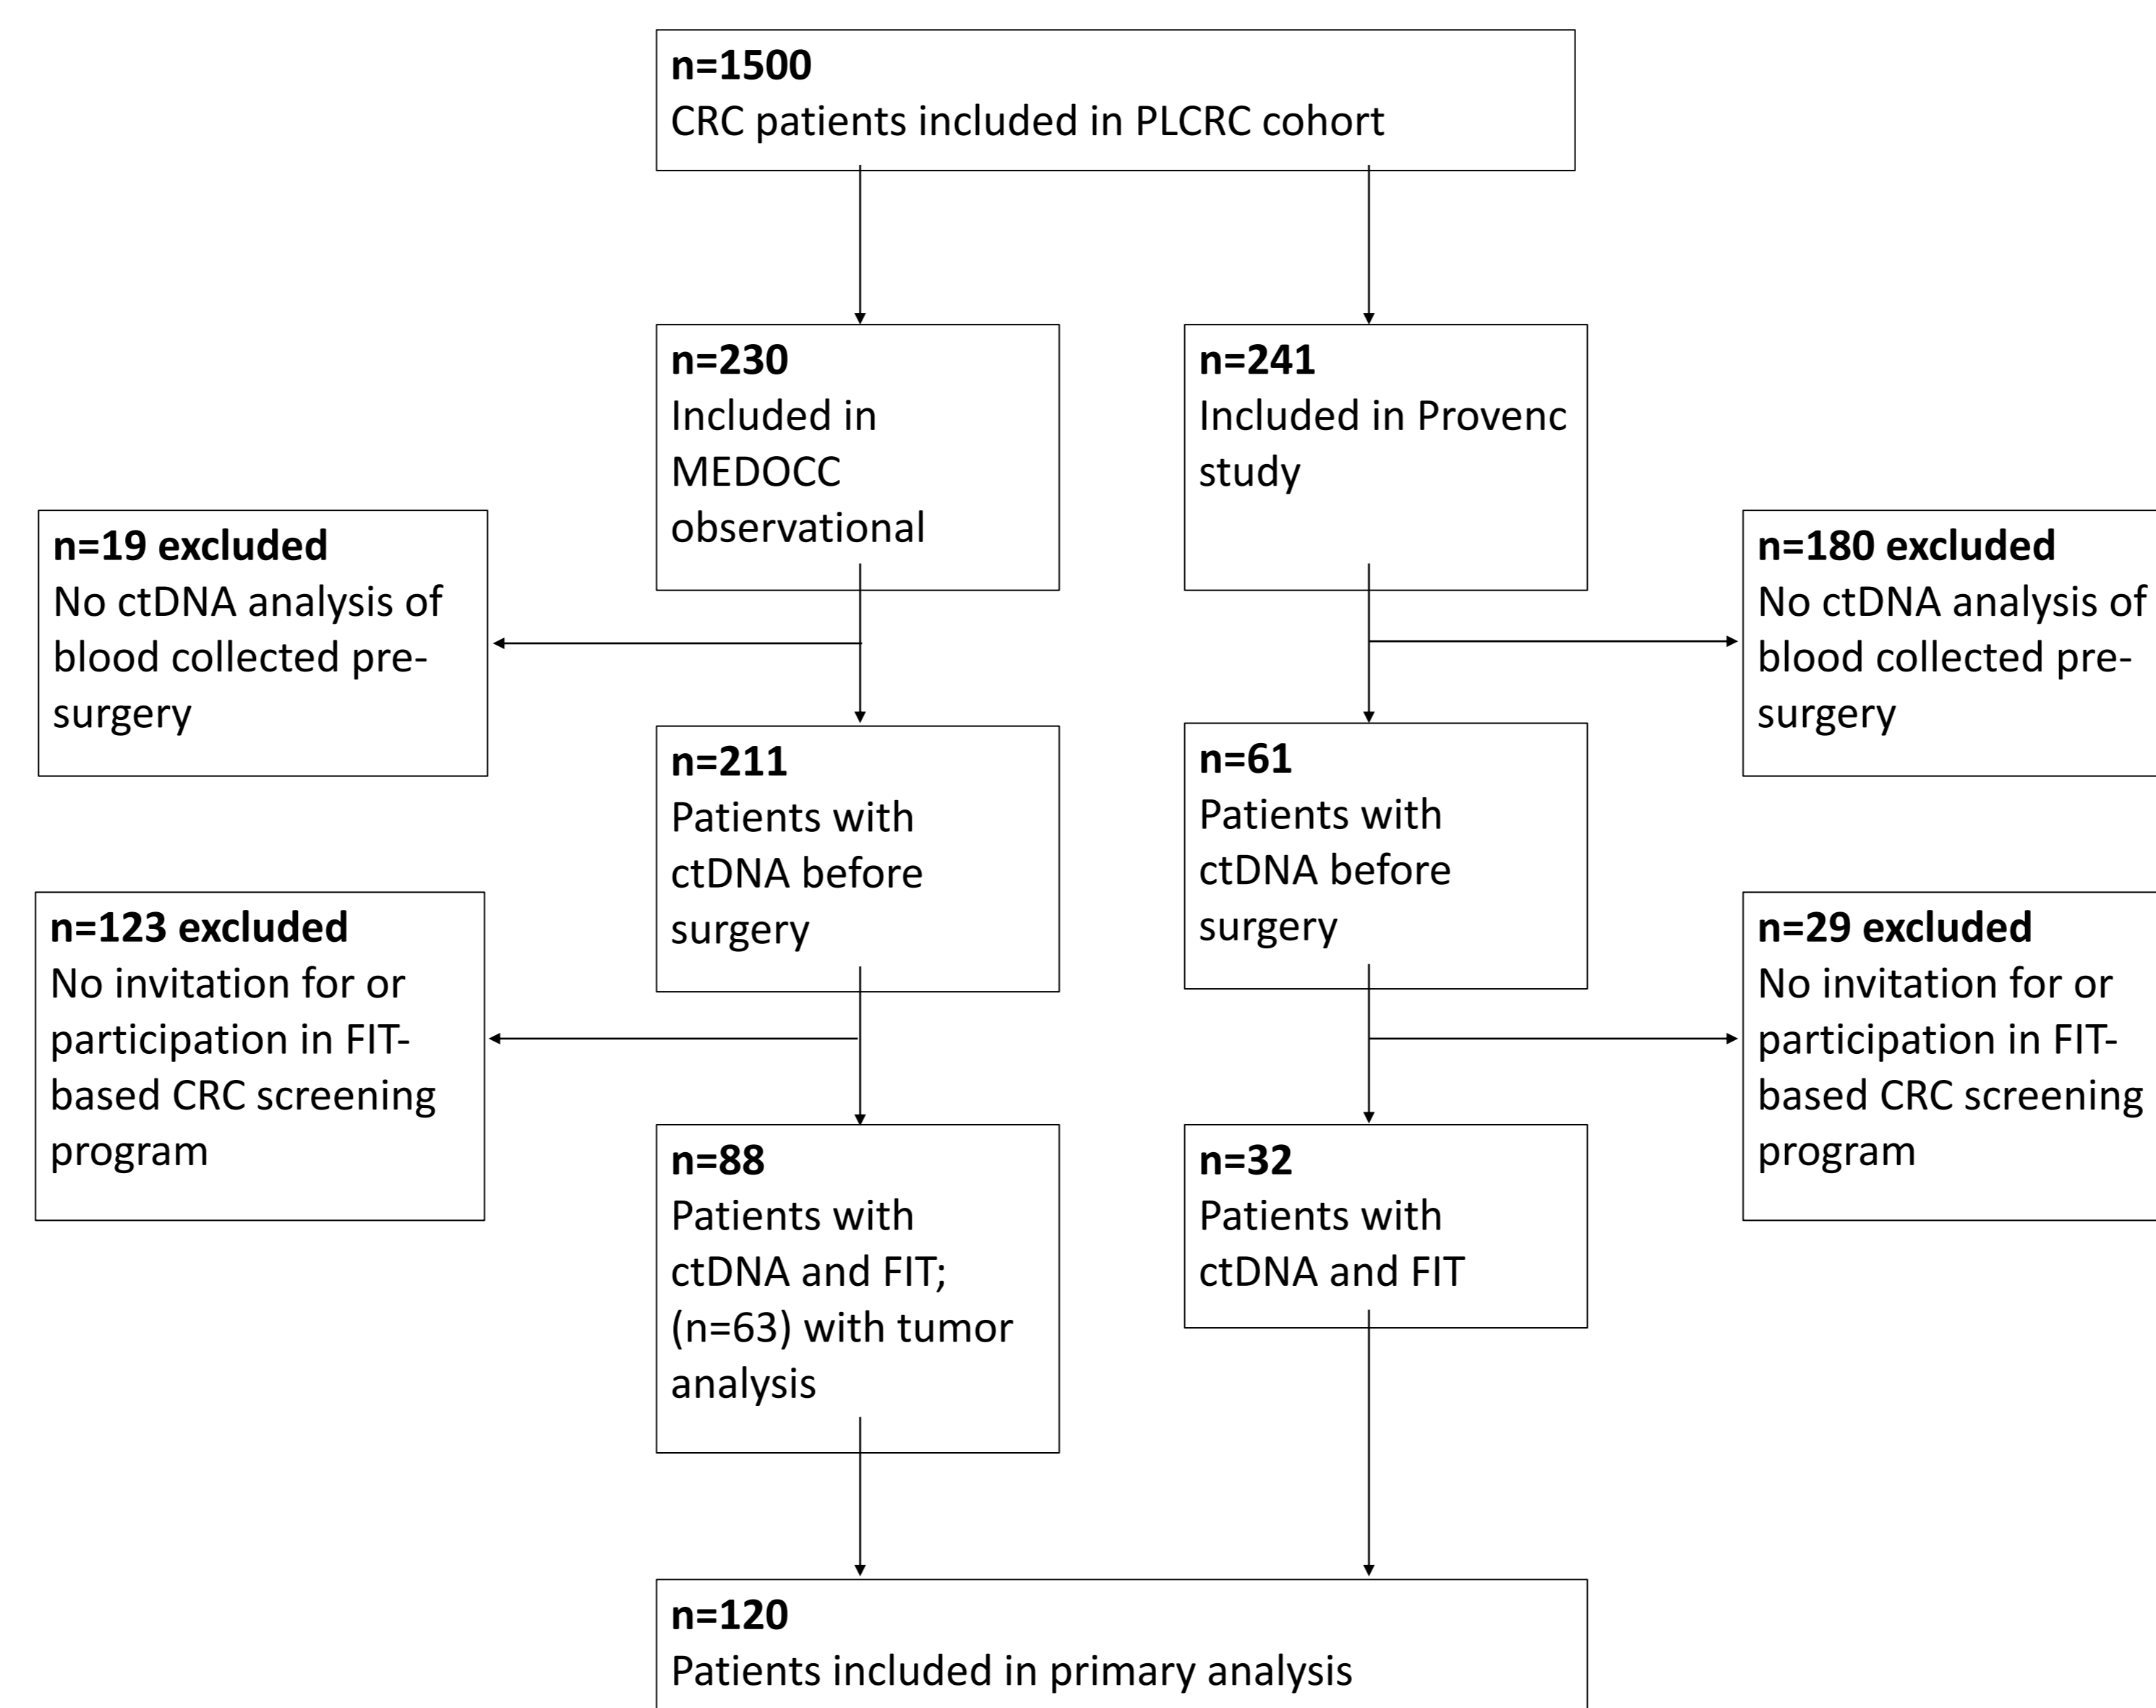 n=1500
CRC patients included in PLCRC cohort
n=230
Included in
MEDOCC
observational
n=241
Included in Provenc
study
n=19 excluded
No ctDNA analysis of
blood collected pre-
surgery
n=180 excluded
No ctDNA analysis of
blood collected pre-
surgery
n=211
Patients with
ctDNA before
surgery
n=61
Patients with
ctDNA before
surgery
n=123 excluded
No invitation for or
participation in FIT-
based CRC screening
program
n=29 excluded
No invitation for or
participation in FIT-
based CRC screening
program
n=88
Patients with
ctDNA and FIT;
(n=63) with tumor
analysis
n=32
Patients with
ctDNA and FIT
n=120
Patients included in primary analysis